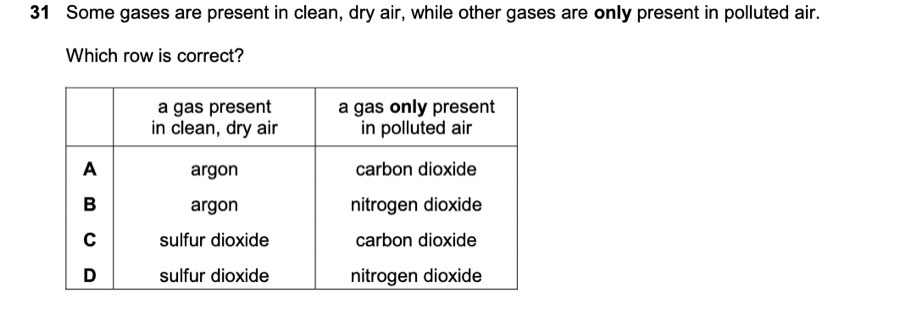 31 Some gases are present in clean, dry air, while other gases are only present in polluted air.
Which row is correct?
a gas present in clean, dry air | a gas only present in polluted air
A argon carbon dioxide
B argon nitrogen dioxide
C sulfur dioxide carbon dioxide
D sulfur dioxide nitrogen dioxide